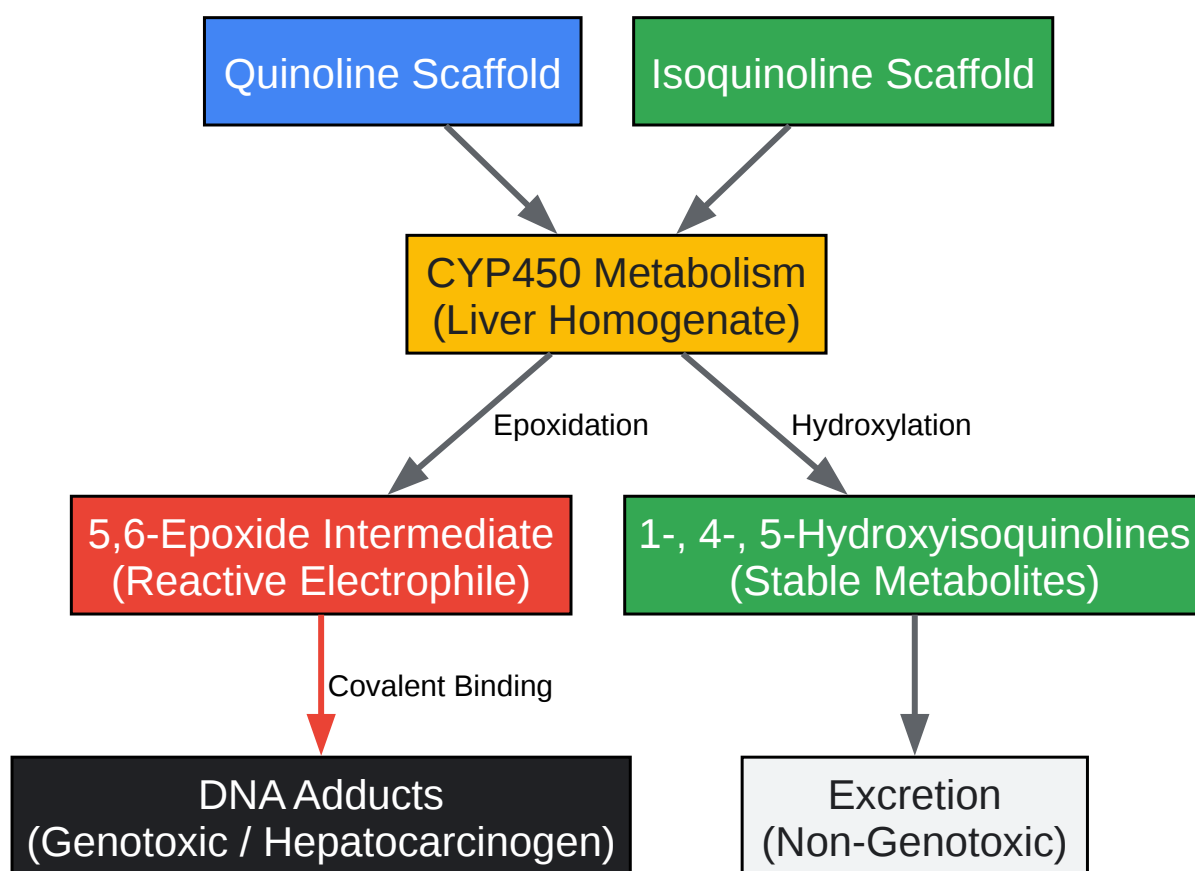 Quinoline Scaffold
Isoquinoline Scaffold
CYP450 Metabolism
(Liver Homogenate)
Epoxidation
Hydroxylation
5,6-Epoxide Intermediate
(Reactive Electrophile)
1-, 4-, 5-Hydroxyisoquinolines
(Stable Metabolites)
Covalent Binding
DNA Adducts
(Genotoxic / Hepatocarcinogen)
Excretion
(Non-Genotoxic)